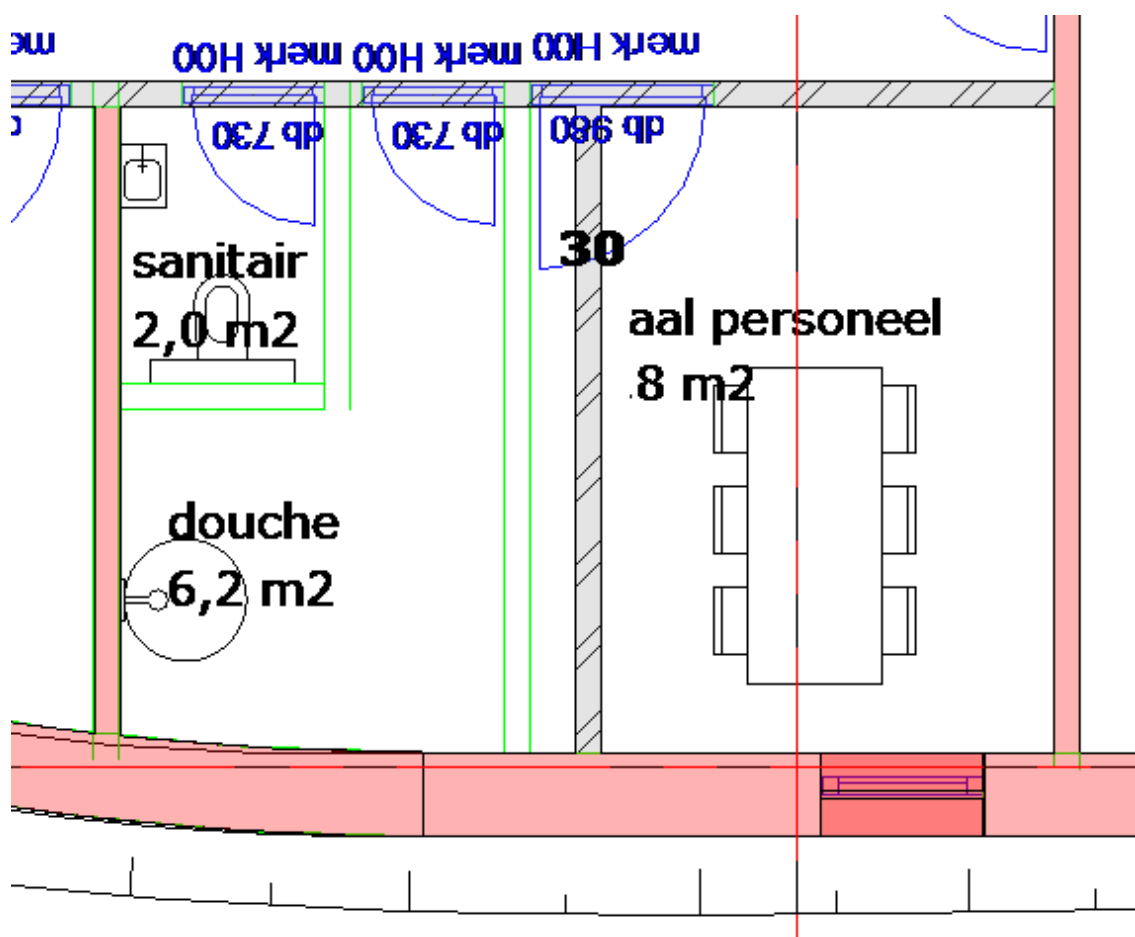 merk H00 merk H00 merk H00
db 730 db 730 db 980
sanitair
2,0 m2
30
aal personeel
.8 m2
douche
6,2 m2